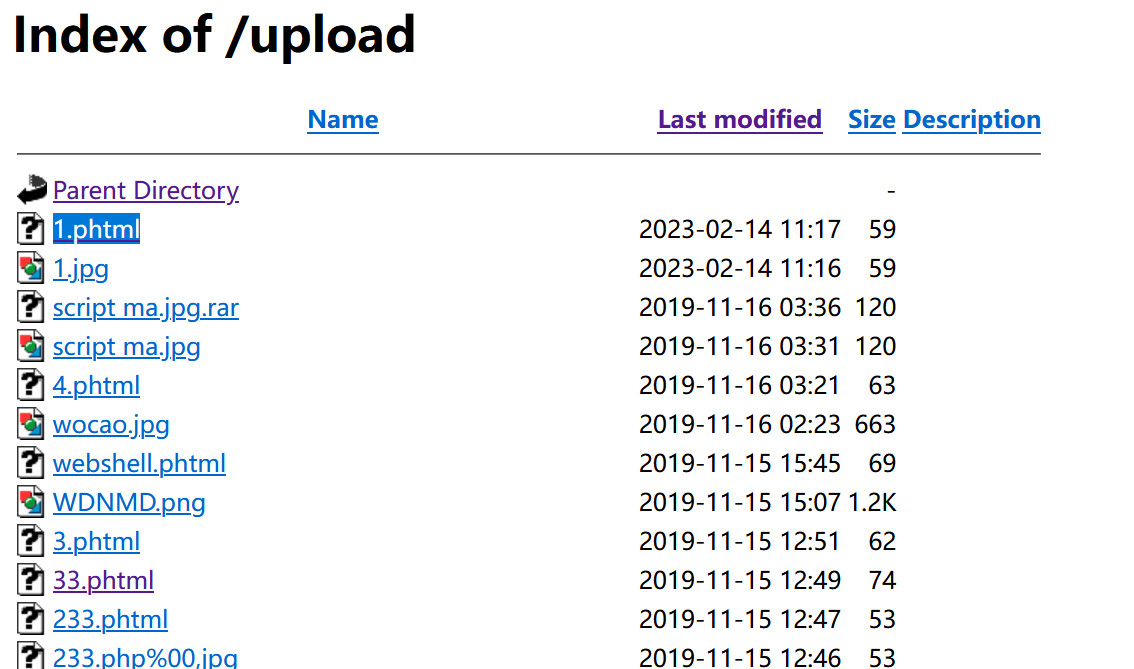 Index of /upload
Name Last modified Size Description
Parent Directory -
1.phtml 2023-02-14 11:17 59
1.jpg 2023-02-14 11:16 59
script ma.jpg.rar 2019-11-16 03:36 120
script ma.jpg 2019-11-16 03:31 120
4.phtml 2019-11-16 03:21 63
wocao.jpg 2019-11-16 02:23 663
webshell.phtml 2019-11-15 15:45 69
WDNMD.png 2019-11-15 15:07 1.2K
3.phtml 2019-11-15 12:51 62
33.phtml 2019-11-15 12:49 74
233.phtml 2019-11-15 12:47 53
233.php%00,jpg 2019-11-15 12:46 53